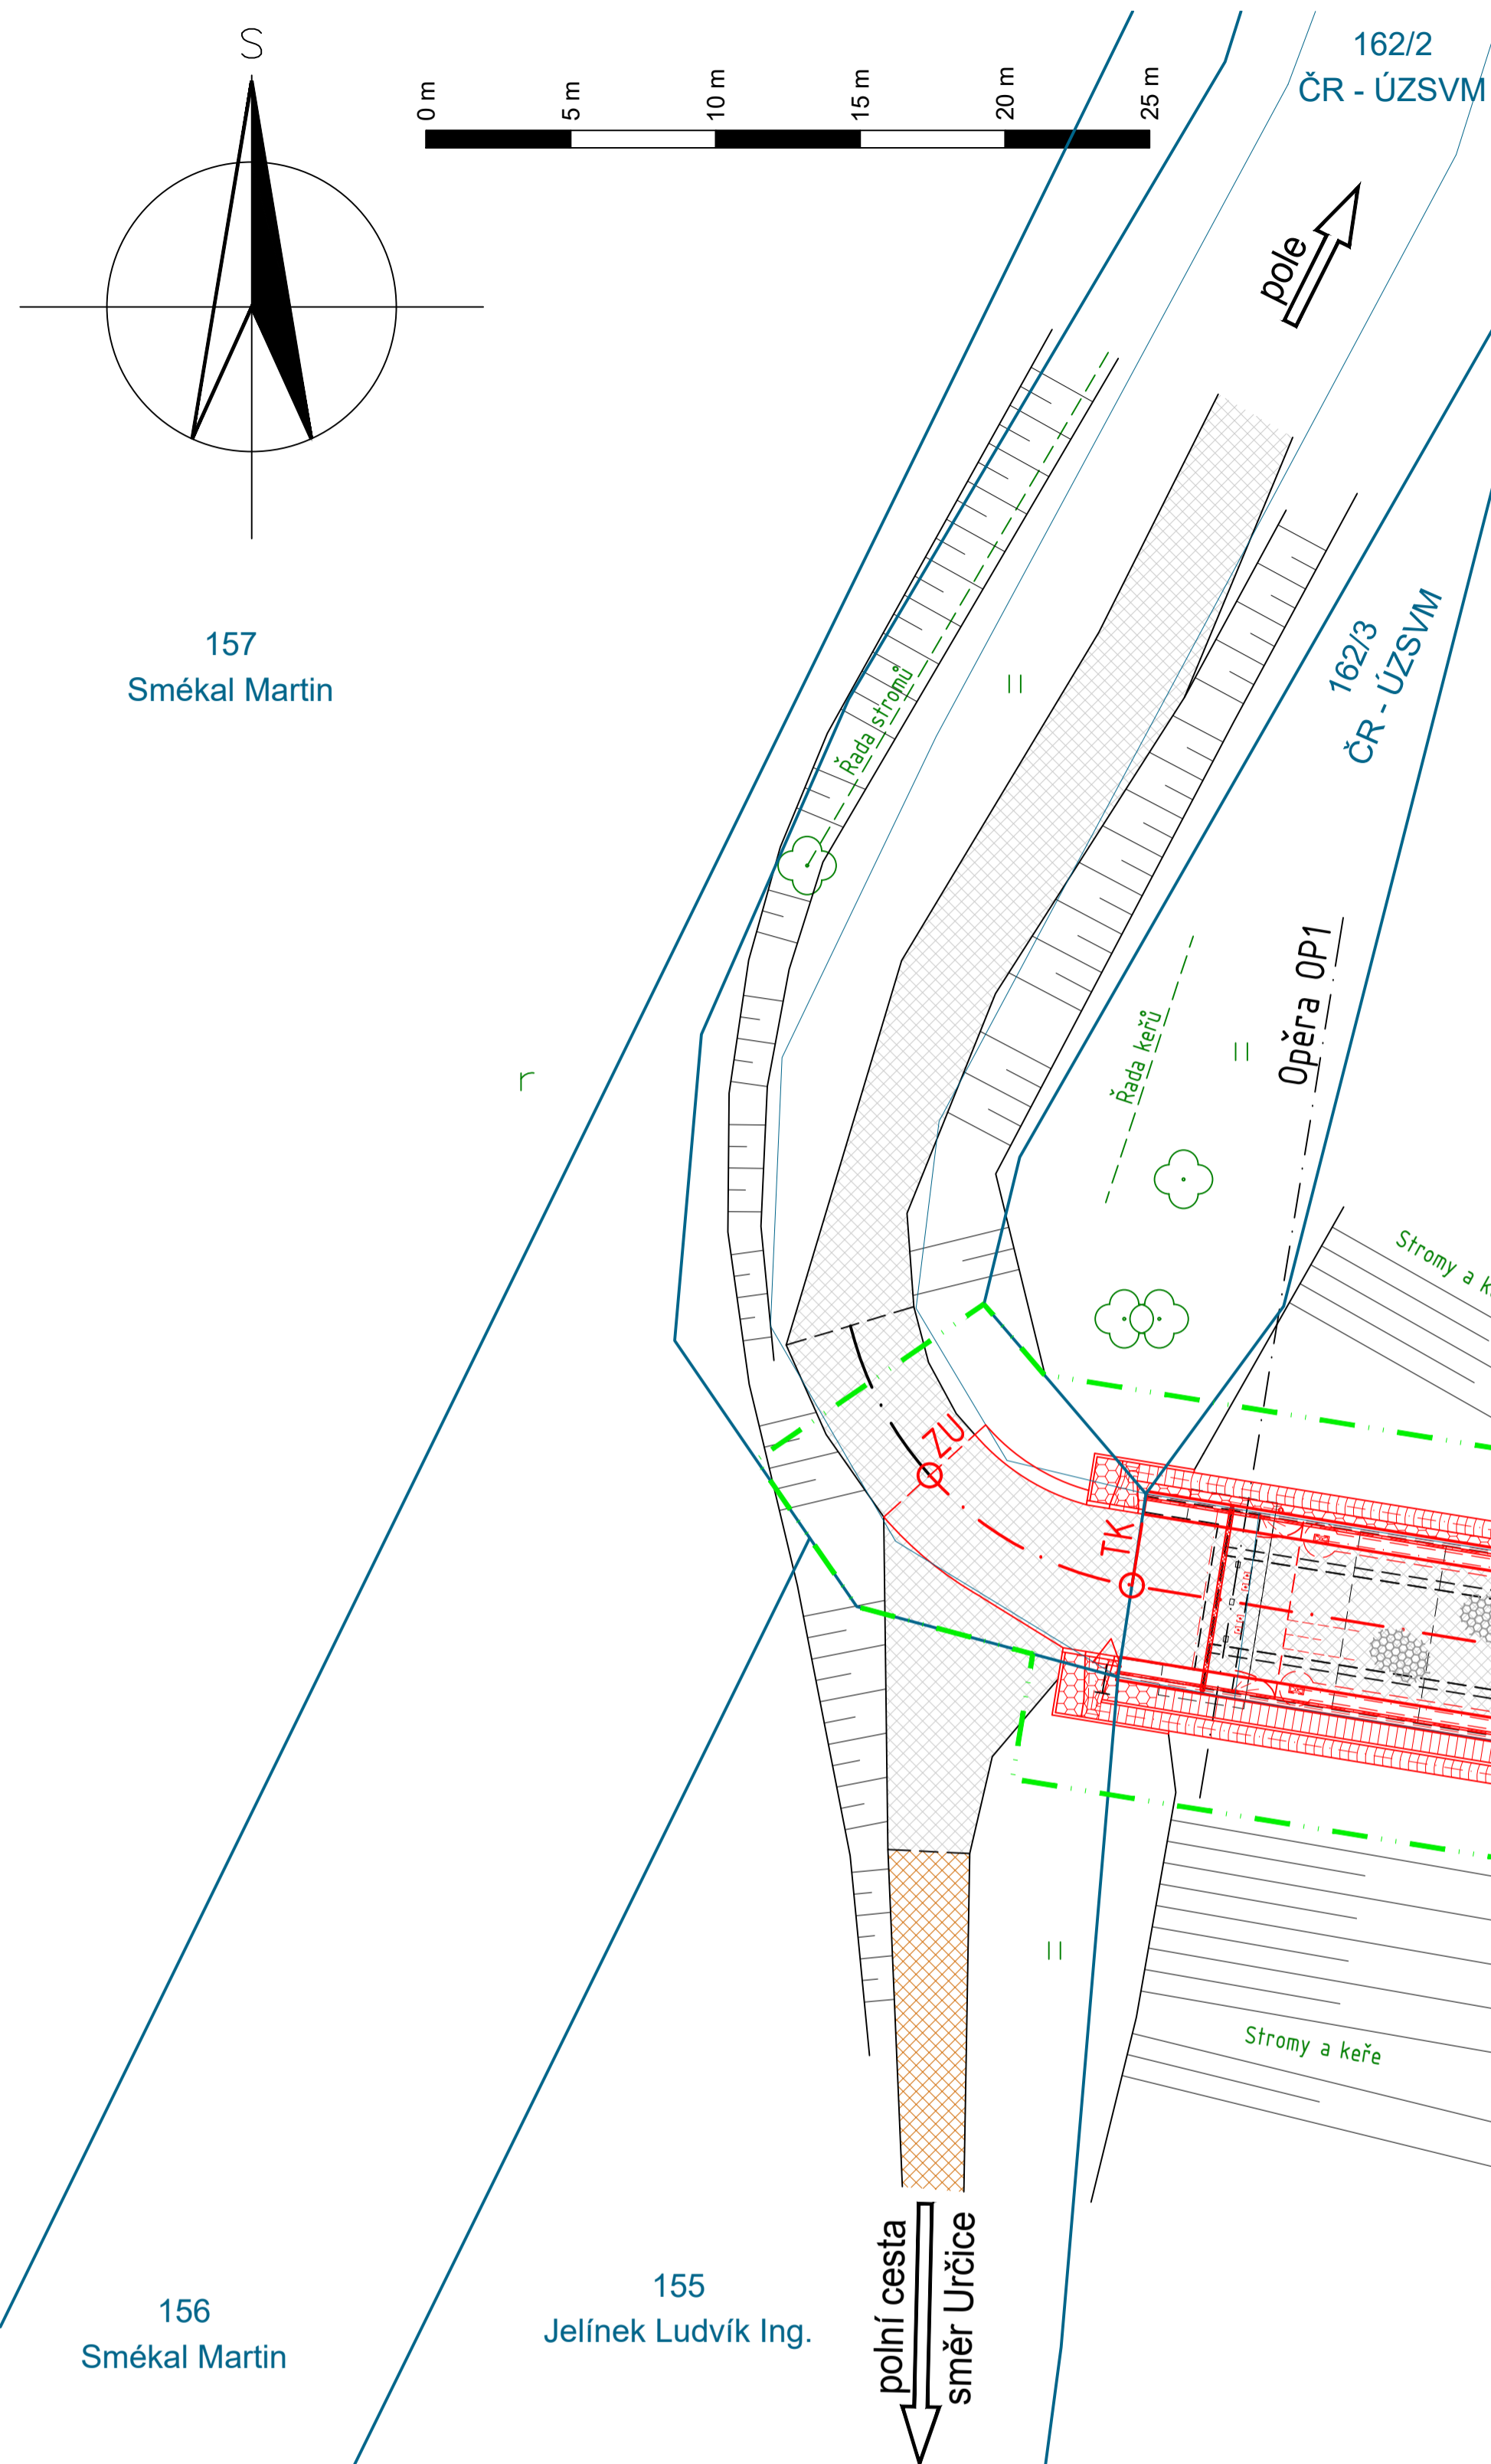 S
0 m
5 m
10 m
15 m
20 m
25 m
162/2
ČR - ÚZSVM
pole
157
Smékal Martin
162/3
ČR - ÚZSVM
Řada stromů
Opěra OP1
Řada keřů
r
Stromy a k
ZU
TK
Stromy a keře
polní cesta
směr Určice
155
Jelínek Ludvík Ing.
156
Smékal Martin